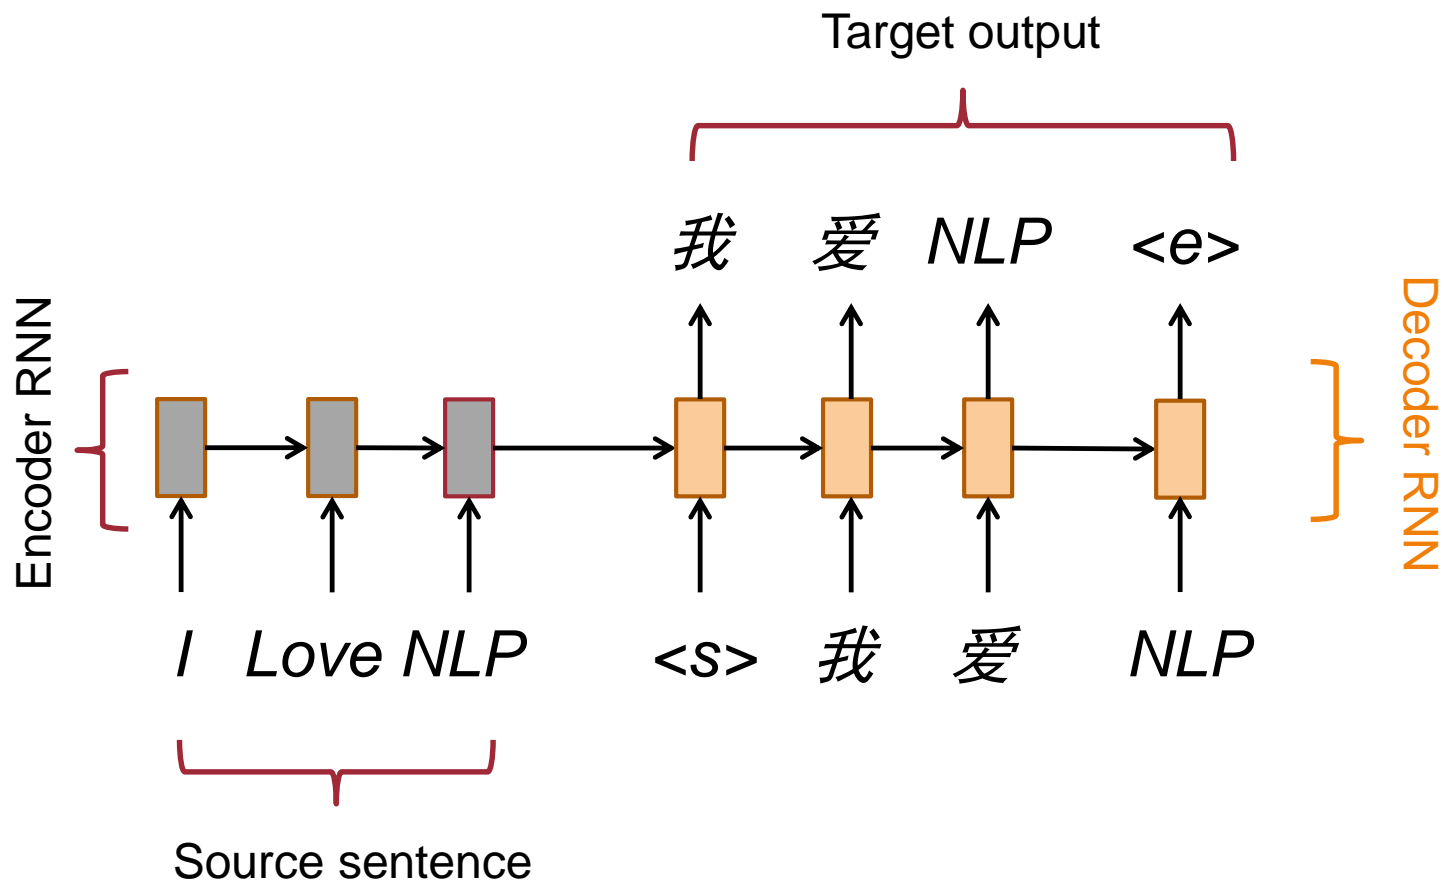 Target output
我 爱 NLP <e>
Encoder RNN
Decoder RNN
I Love NLP <s> 我 爱 NLP
Source sentence